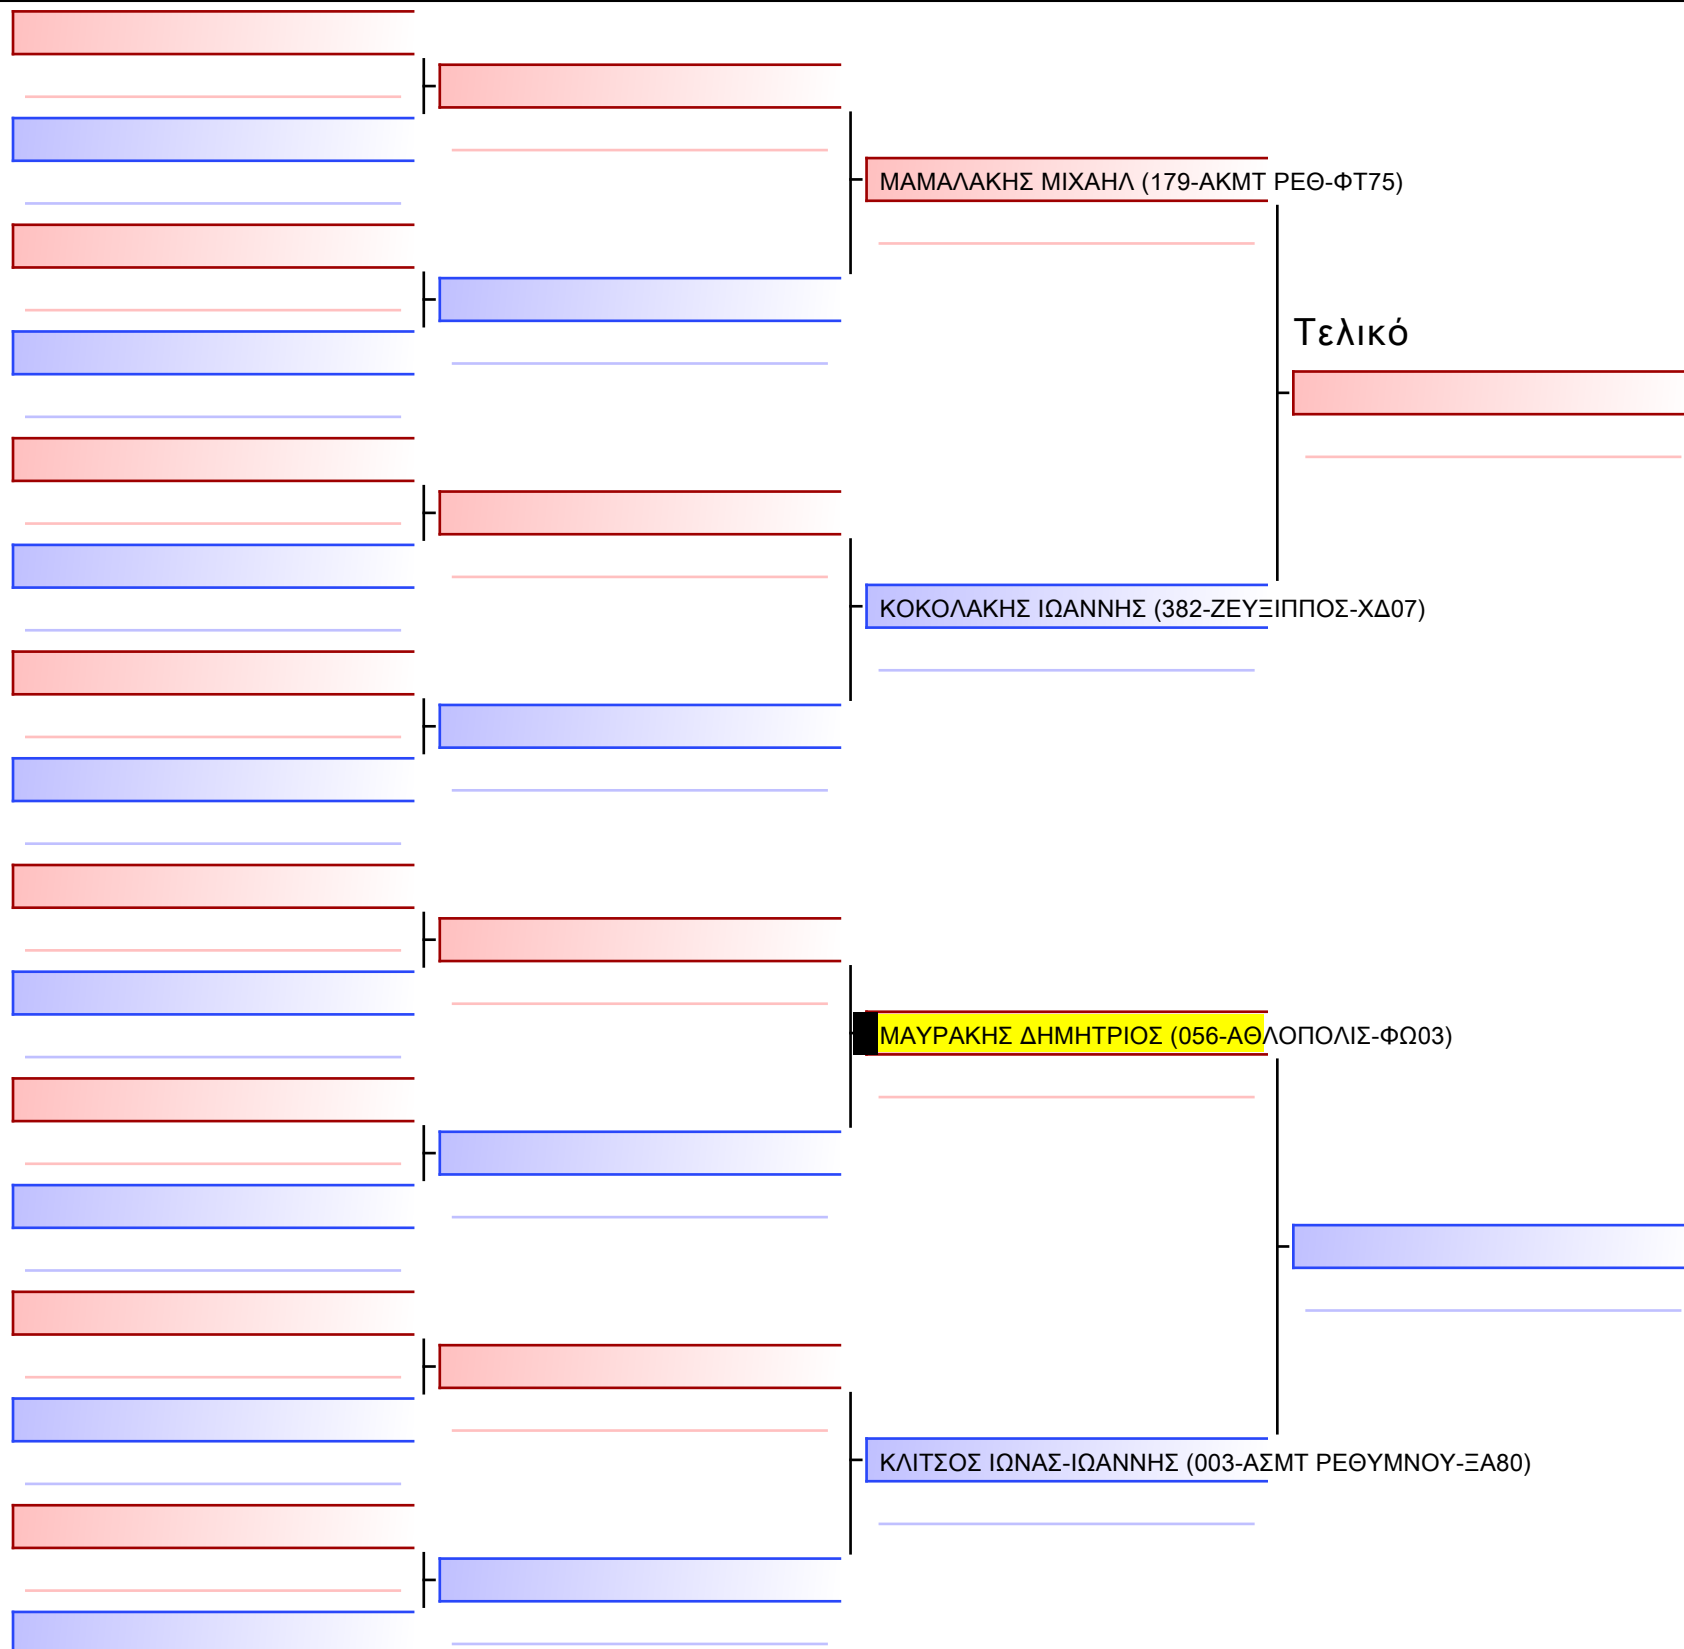 ΜΑΜΑΛΑΚΗΣ ΜΙΧΑΗΛ (179-ΑΚΜΤ ΡΕΘ-ΦΤ75)
Τελικό
ΚΟΚΟΛΑΚΗΣ ΙΩΑΝΝΗΣ (382-ΖΕΥΞΙΠΠΟΣ-ΧΔ07)
ΜΑΥΡΑΚΗΣ ΔΗΜΗΤΡΙΟΣ (056-ΑΘΛΟΠΟΛΙΣ-ΦΩ03)
ΚΛΙΤΣΟΣ ΙΩΝΑΣ-ΙΩΑΝΝΗΣ (003-ΑΣΜΤ ΡΕΘΥΜΝΟΥ-ΞΑ80)